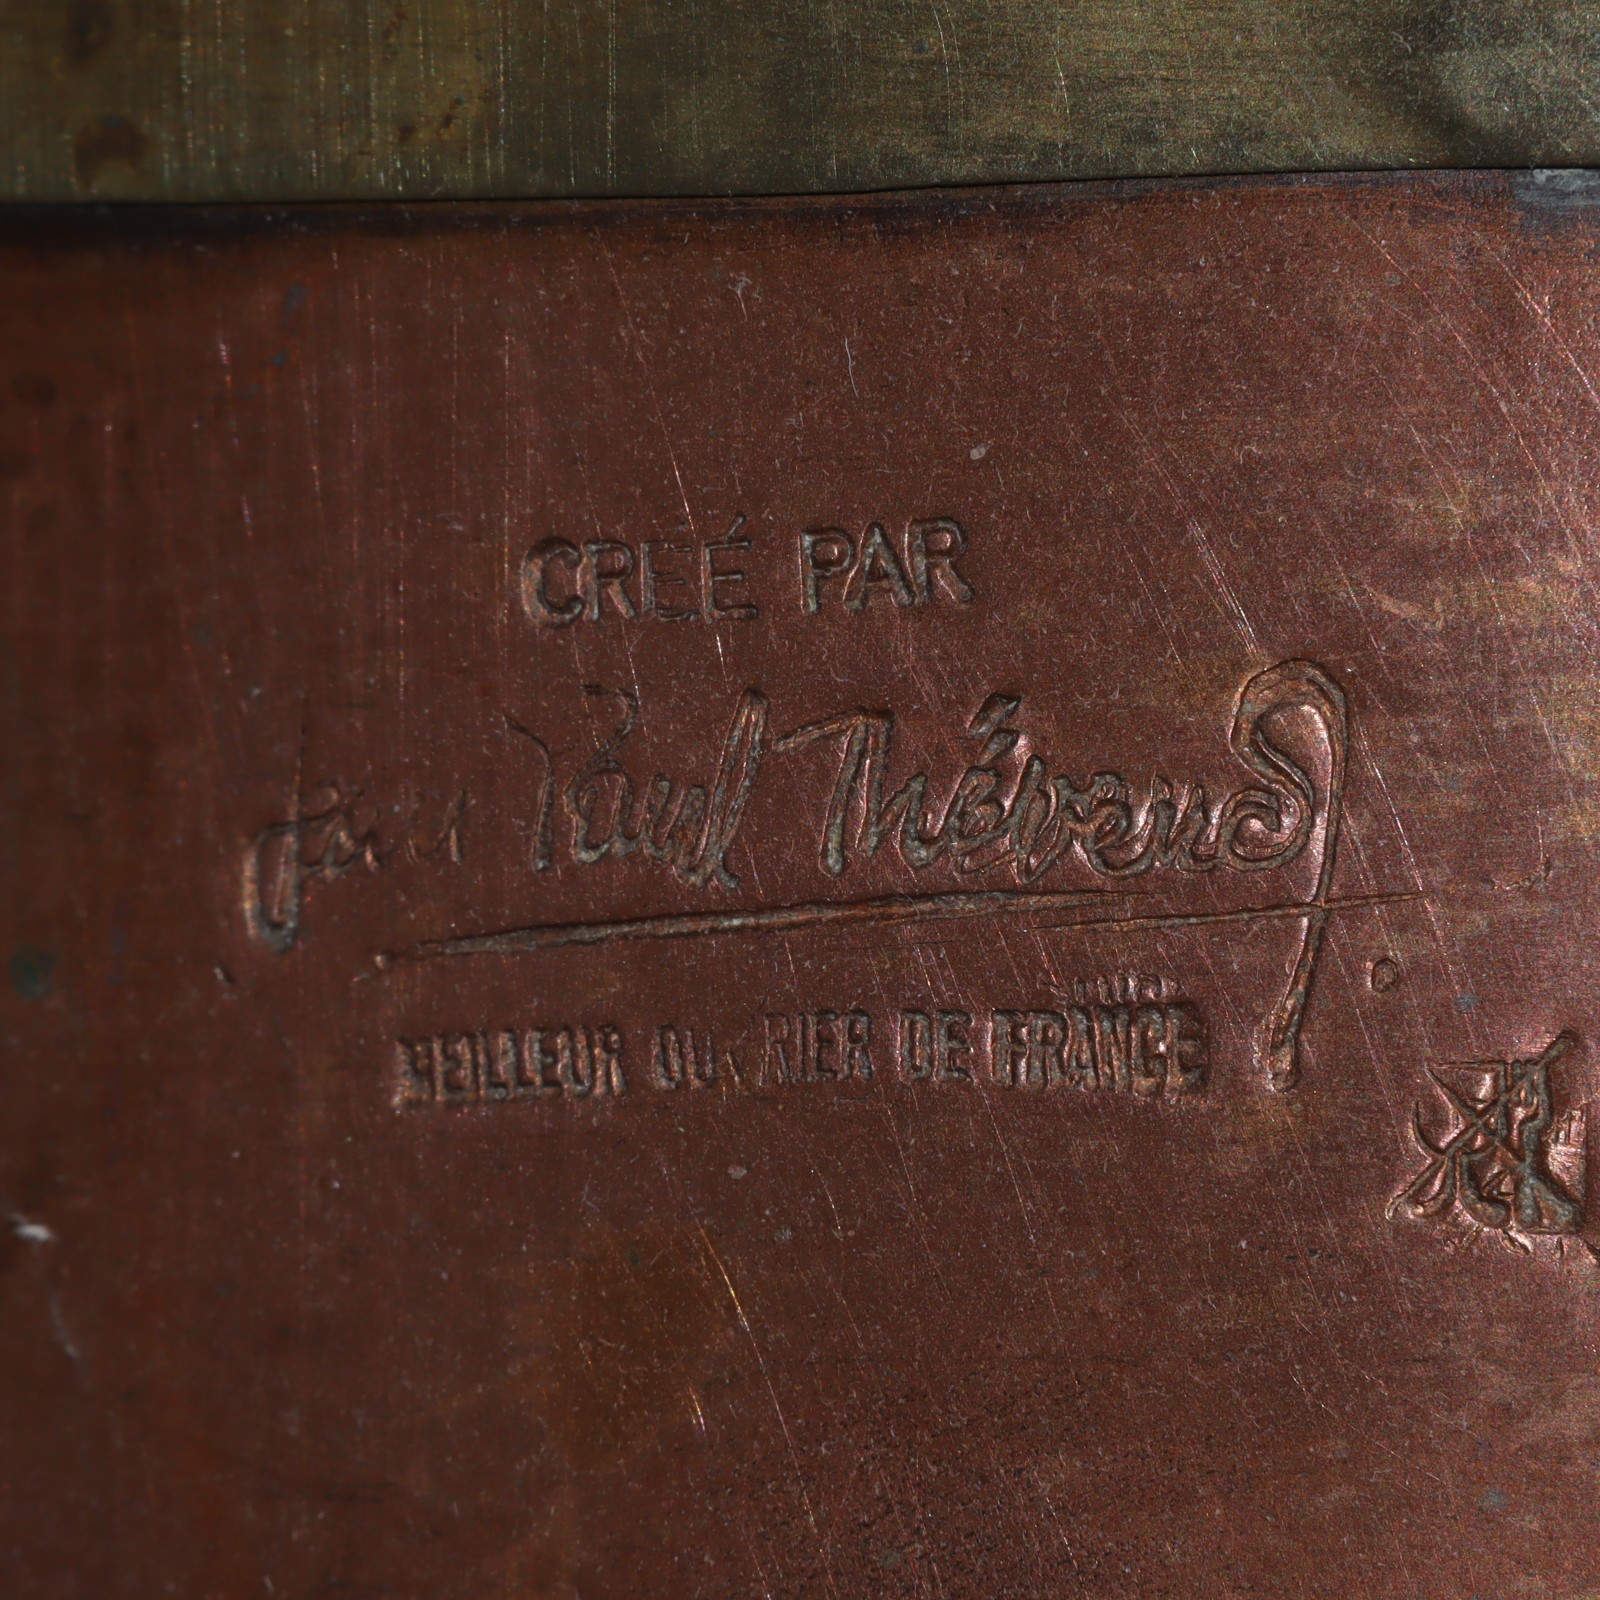 CREÉ PAR
Jean Paul Thévenot
MEILLEUR OUVRIER DE FRANCE